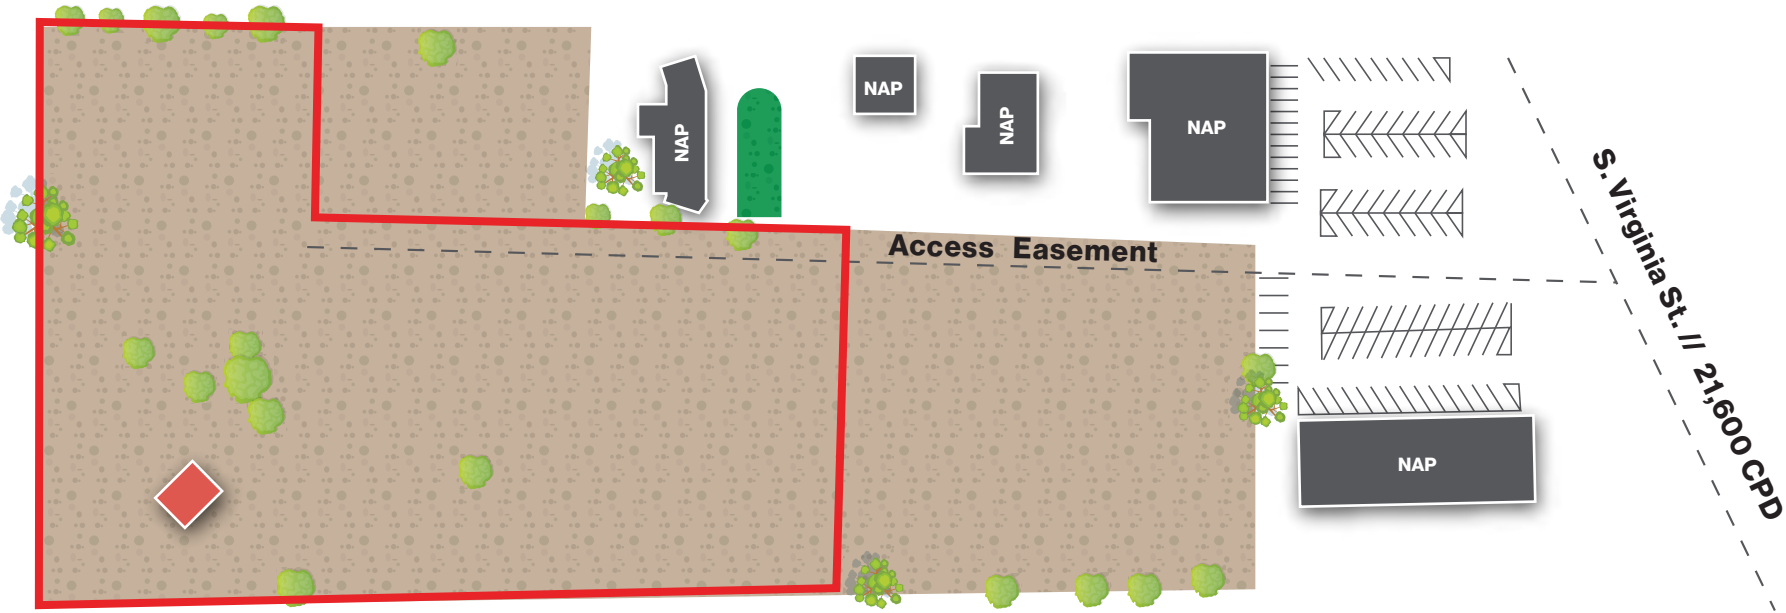 NAP
NAP
NAP
NAP
Access Easement
S. Virginia St. // 21,600 CPD
NAP